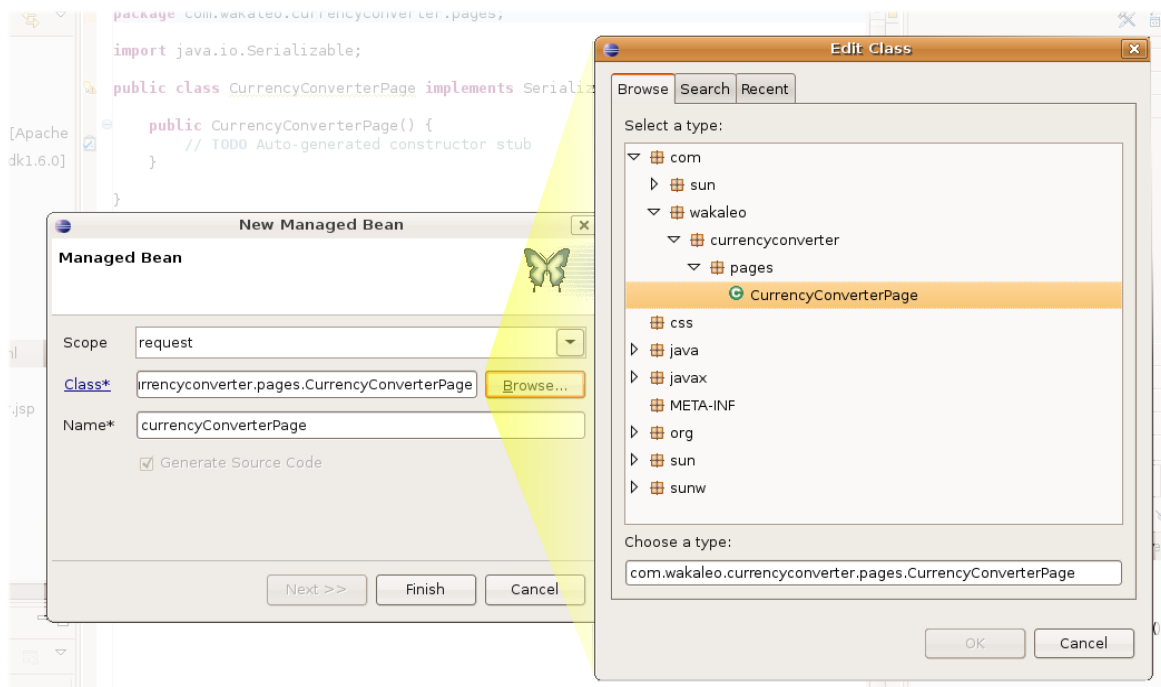 package com.wakaleo.currencyconverter.pages;
import java.io.Serializable;
public class CurrencyConverterPage implements Serializ
public CurrencyConverterPage() {
// TODO Auto-generated constructor stub
}
}
[Apache
dk1.6.0]
.jsp
New Managed Bean
Managed Bean
Scope request
Class* urrencyconverter.pages.CurrencyConverterPage Browse...
Name* currencyConverterPage
Generate Source Code
Next >> Finish Cancel
Edit Class
Browse Search Recent
Select a type:
com
sun
wakaleo
currencyconverter
pages
CurrencyConverterPage
css
java
javax
META-INF
org
sun
sunw
Choose a type:
com.wakaleo.currencyconverter.pages.CurrencyConverterPage
OK Cancel